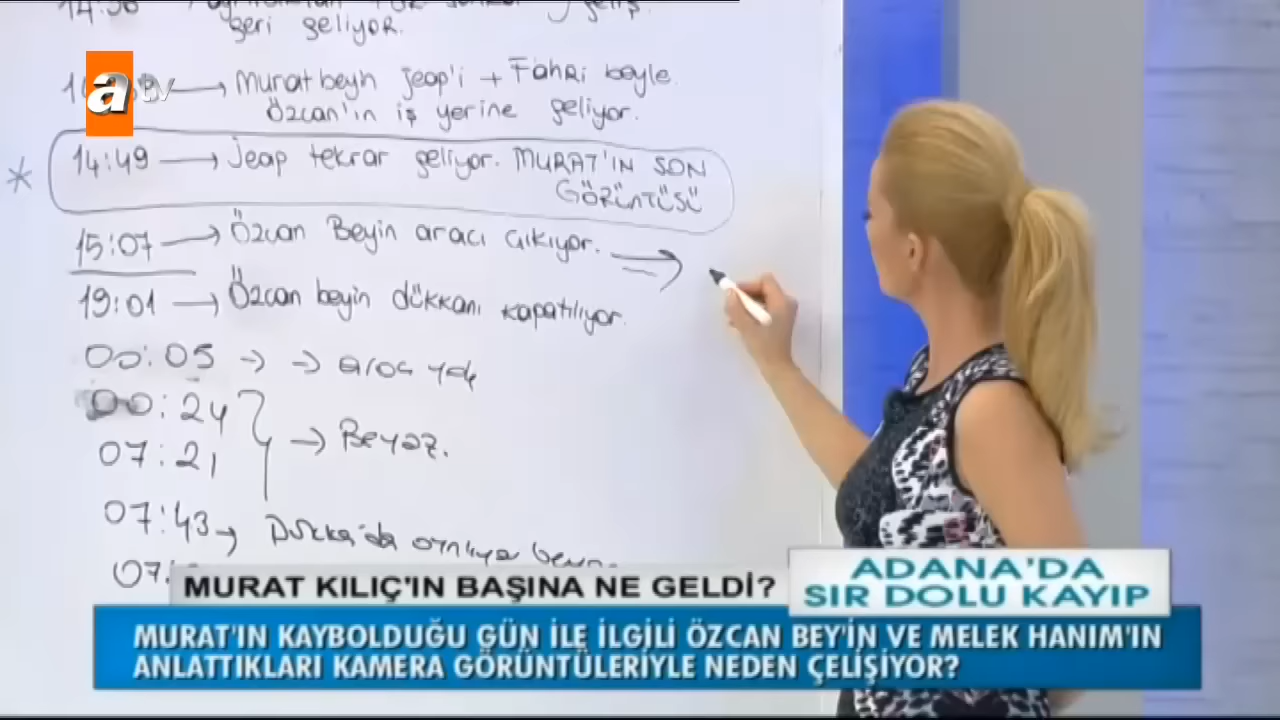 geri geliyor.
→ Murat beyin jeap'i + Fahri beyle
Özcan'ın iş yerine geliyor.
14:49 → Jeap tekrar geliyor. MURAT'IN SON
GÖRÜNTÜSÜ
15:07 → Özcan Beyin aracı çıkıyor. →
19:01 → Özcan beyin dükkanı kapatılıyor.
00:05 → → araç yok
00:24
07:21 → Beyaz.
07:43 →
07:
atv
MURAT KILIÇ'IN BAŞINA NE GELDİ?
ADANA'DA
SIR DOLU KAYIP
MURAT'IN KAYBOLDUĞU GÜN İLE İLGİLİ ÖZCAN BEY'İN VE MELEK HANIM'IN
ANLATTIKLARI KAMERA GÖRÜNTÜLERİYLE NEDEN ÇELİŞİYOR?